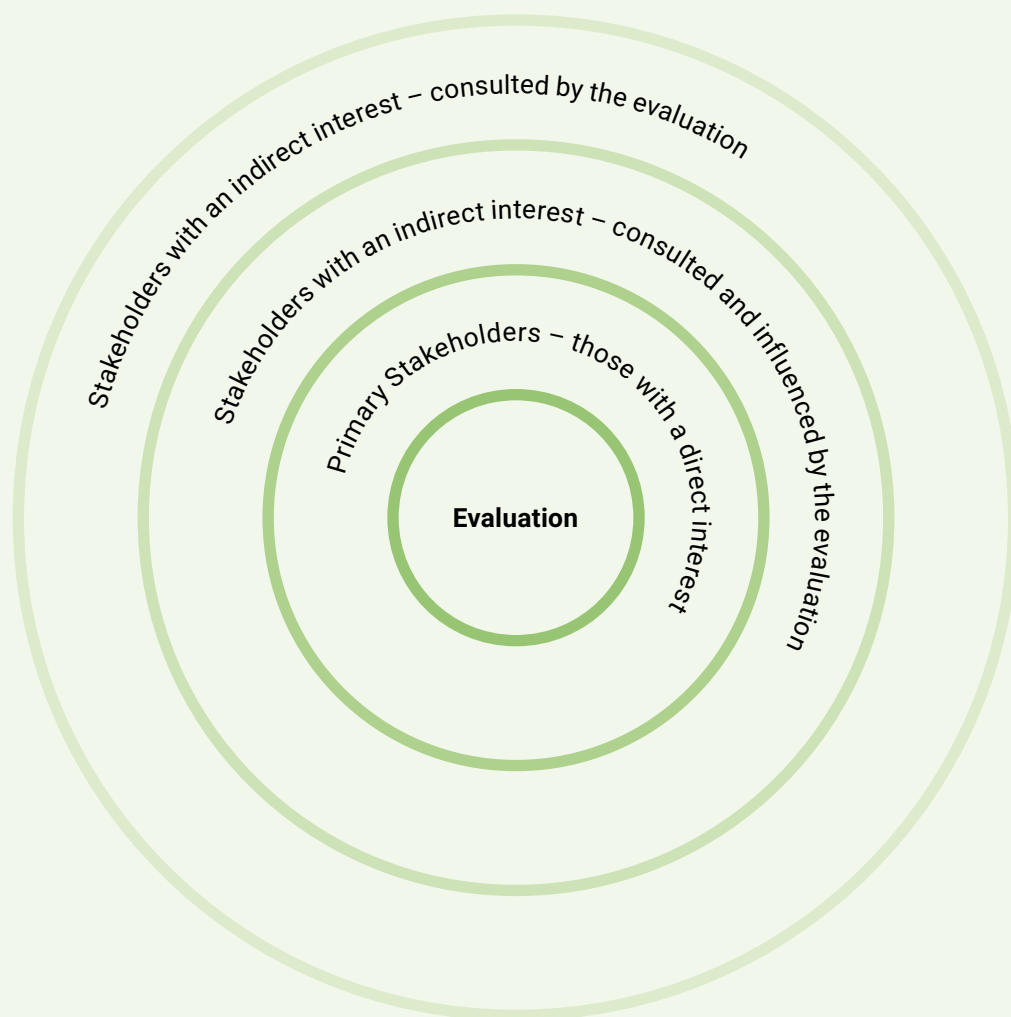 Stakeholders with an indirect interest – consulted by the evaluation
Stakeholders with an indirect interest – consulted and influenced by the evaluation
Primary Stakeholders – those with a direct interest
Evaluation